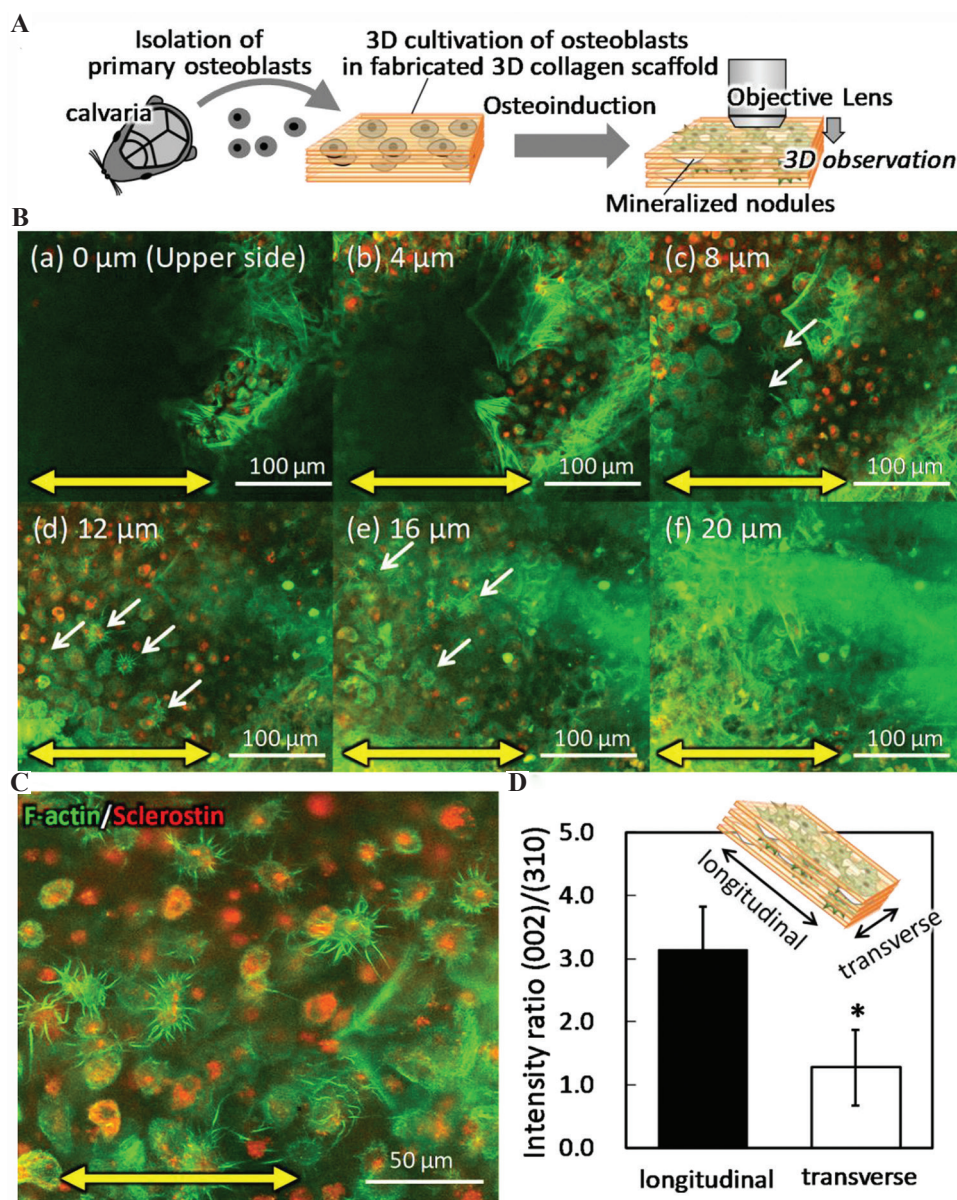 A
Isolation of
primary osteoblasts
3D cultivation of osteoblasts
in fabricated 3D collagen scaffold
calvaria
Osteoinduction
Objective Lens
3D observation
Mineralized nodules
B
(a) 0 μm (Upper side)
100 μm
(b) 4 μm
100 μm
(c) 8 μm
100 μm
(d) 12 μm
100 μm
(e) 16 μm
100 μm
(f) 20 μm
100 μm
C
F-actin/Sclerostin
50 μm
D
Intensity ratio (002)/(310)
5.0
4.0
3.0
2.0
1.0
0.0
longitudinal
transverse
*
longitudinal
transverse